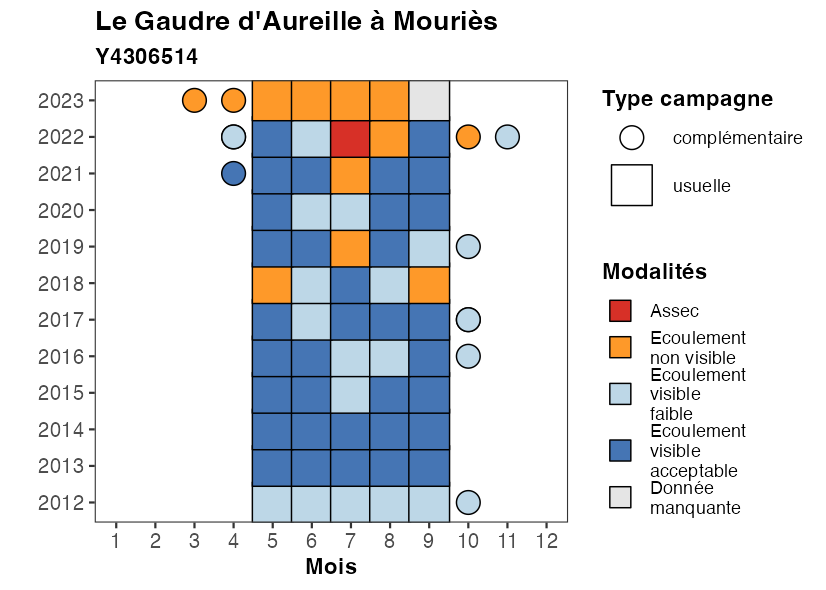 Le Gaudre d'Aureille à Mouriès
Y4306514
2023
2022
2021
2020
2019
2018
2017
2016
2015
2014
2013
2012
1 2 3 4 5 6 7 8 9 10 11 12
Mois
Type campagne
complémentaire
usuelle
Modalités
Assec
Ecoulement
non visible
Ecoulement
visible
faible
Ecoulement
visible
acceptable
Donnée
manquante